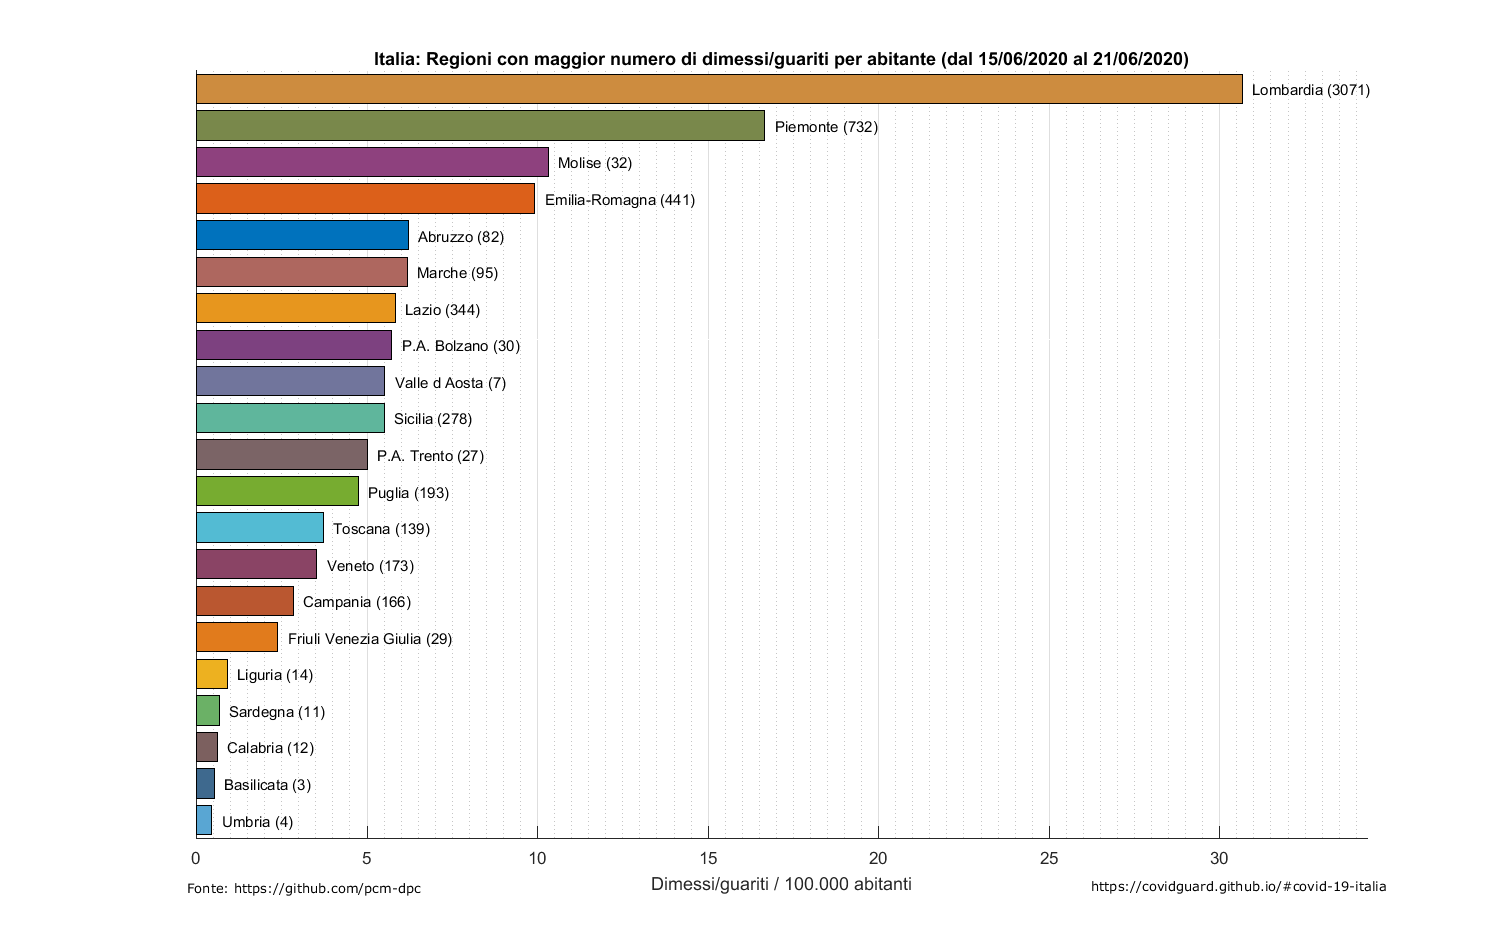 Italia: Regioni con maggior numero di dimessi/guariti per abitante (dal 15/06/2020 al 21/06/2020)
Lombardia (3071)
Piemonte (732)
Molise (32)
Emilia-Romagna (441)
Abruzzo (82)
Marche (95)
Lazio (344)
P.A. Bolzano (30)
Valle d Aosta (7)
Sicilia (278)
P.A. Trento (27)
Puglia (193)
Toscana (139)
Veneto (173)
Campania (166)
Friuli Venezia Giulia (29)
Liguria (14)
Sardegna (11)
Calabria (12)
Basilicata (3)
Umbria (4)
0 5 10 15 20 25 30
Dimessi/guariti / 100.000 abitanti
Fonte: https://github.com/pcm-dpc
https://covidguard.github.io/#covid-19-italia